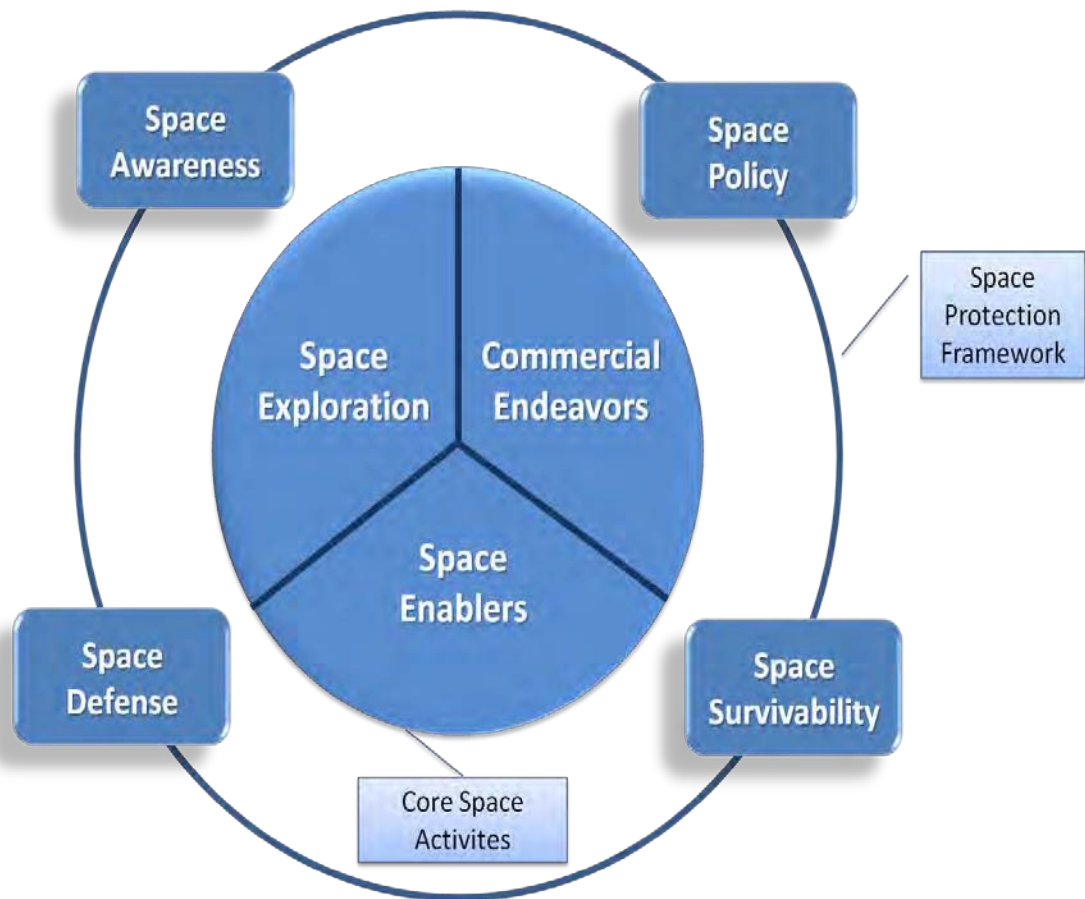 Space
Awareness
Space
Policy
Space
Protection
Framework
Space
Exploration
Commercial
Endeavors
Space
Enablers
Space
Defense
Space
Survivability
Core Space
Activites